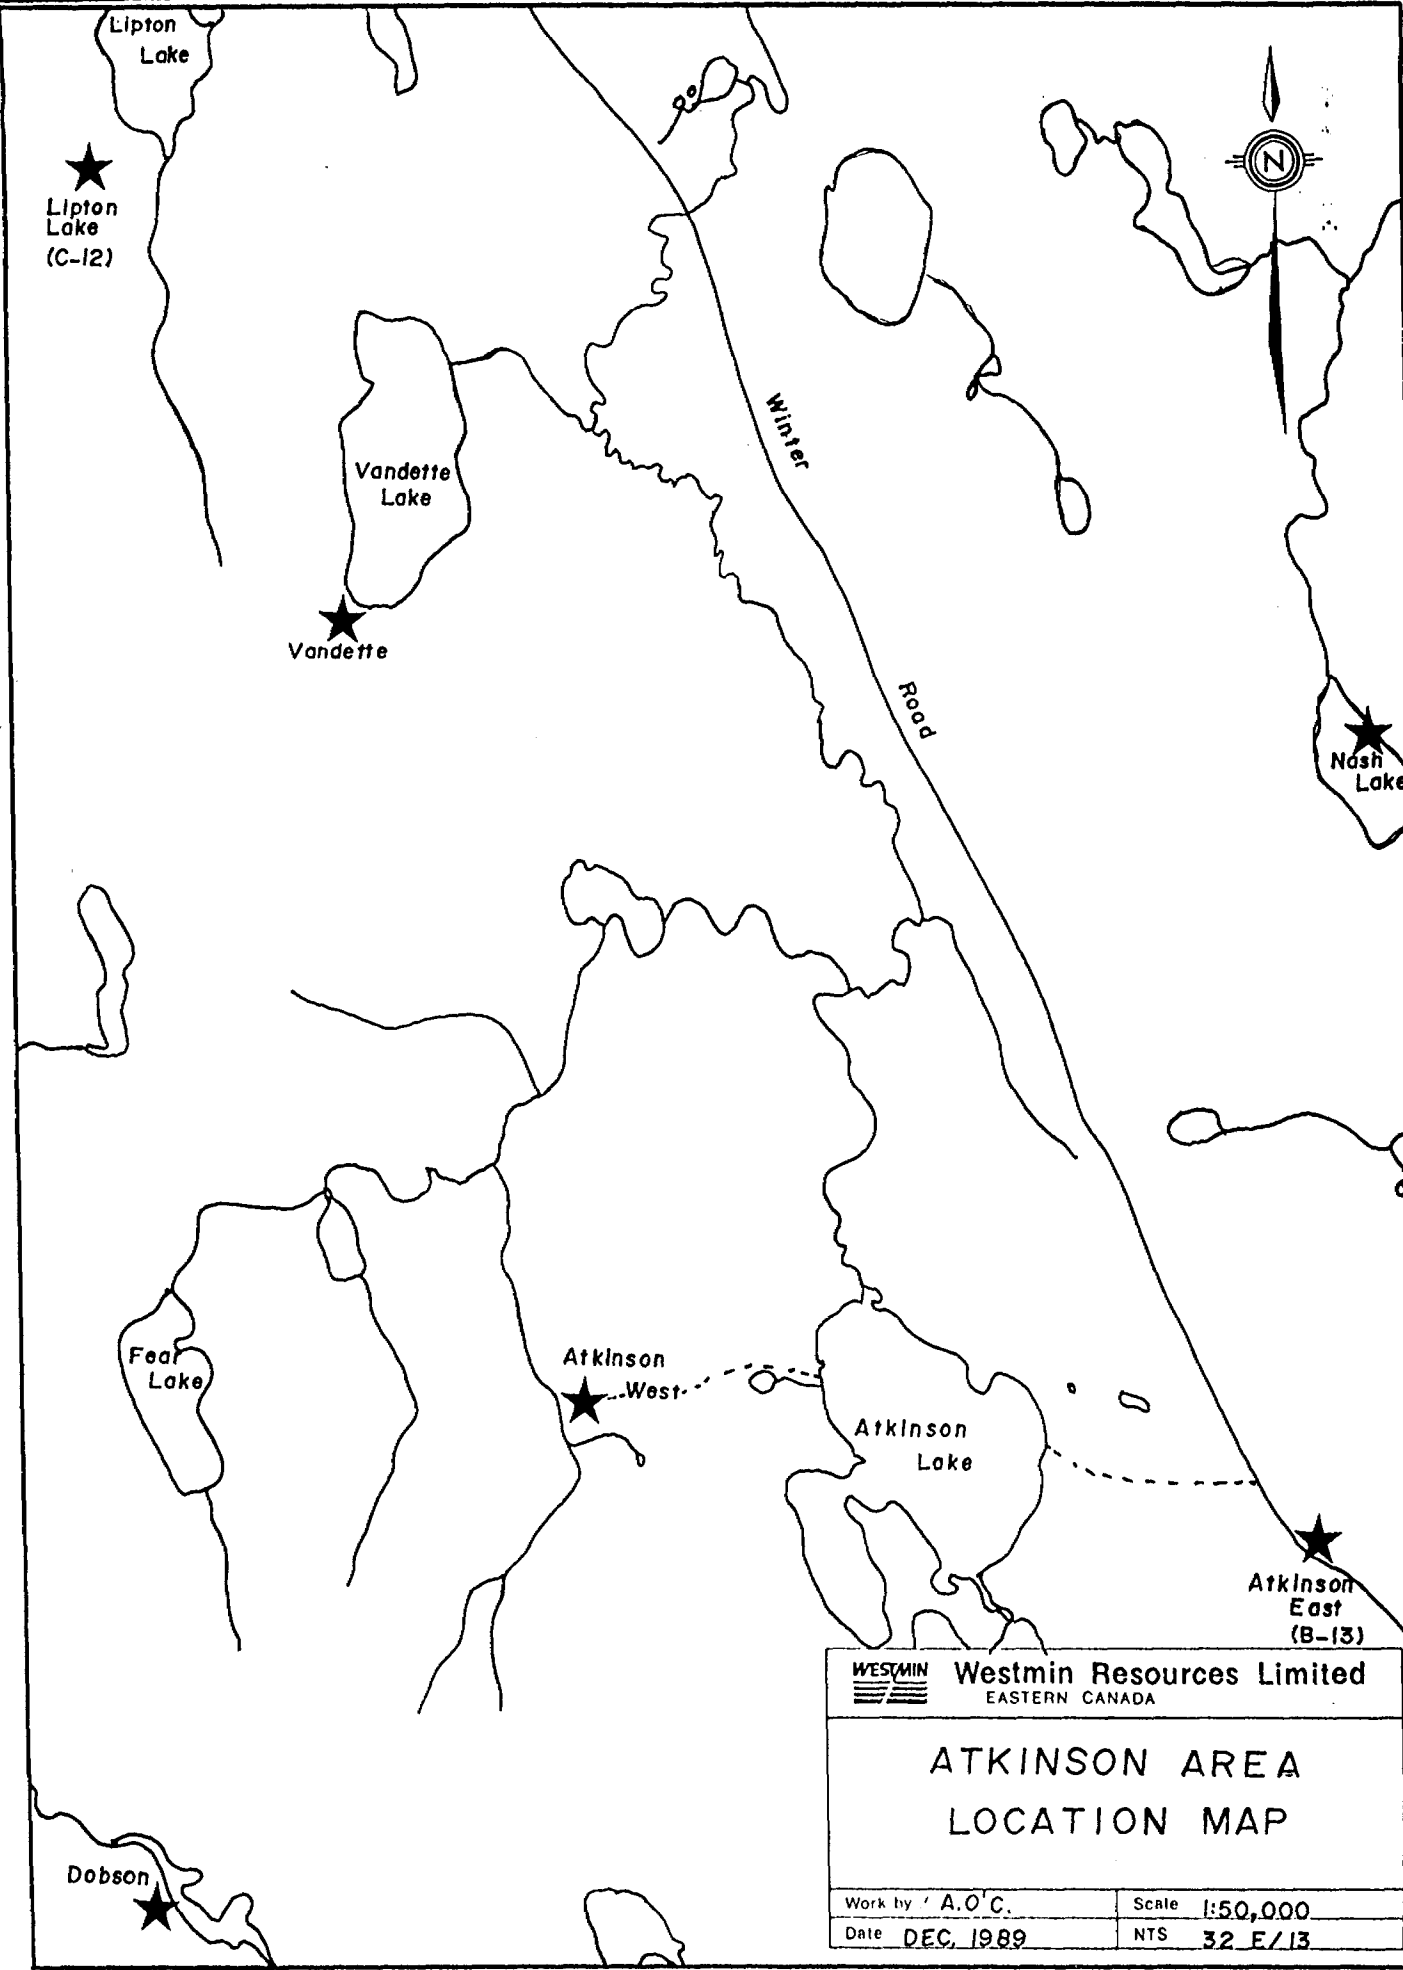 Lipton
Lake
N
Lipton
Lake
(C-12)
Winter
Vandette
Lake
Vandette
Road
Nash
Lake
Fear
Lake
Atkinson
West
Atkinson
Lake
Atkinson
East
(B-13)
WESTMIN
Westmin Resources Limited
EASTERN CANADA
ATKINSON AREA
LOCATION MAP
Dobson
Work by A.O'C.
Scale 1:50,000
Date DEC, 1989
NTS 32 E/13